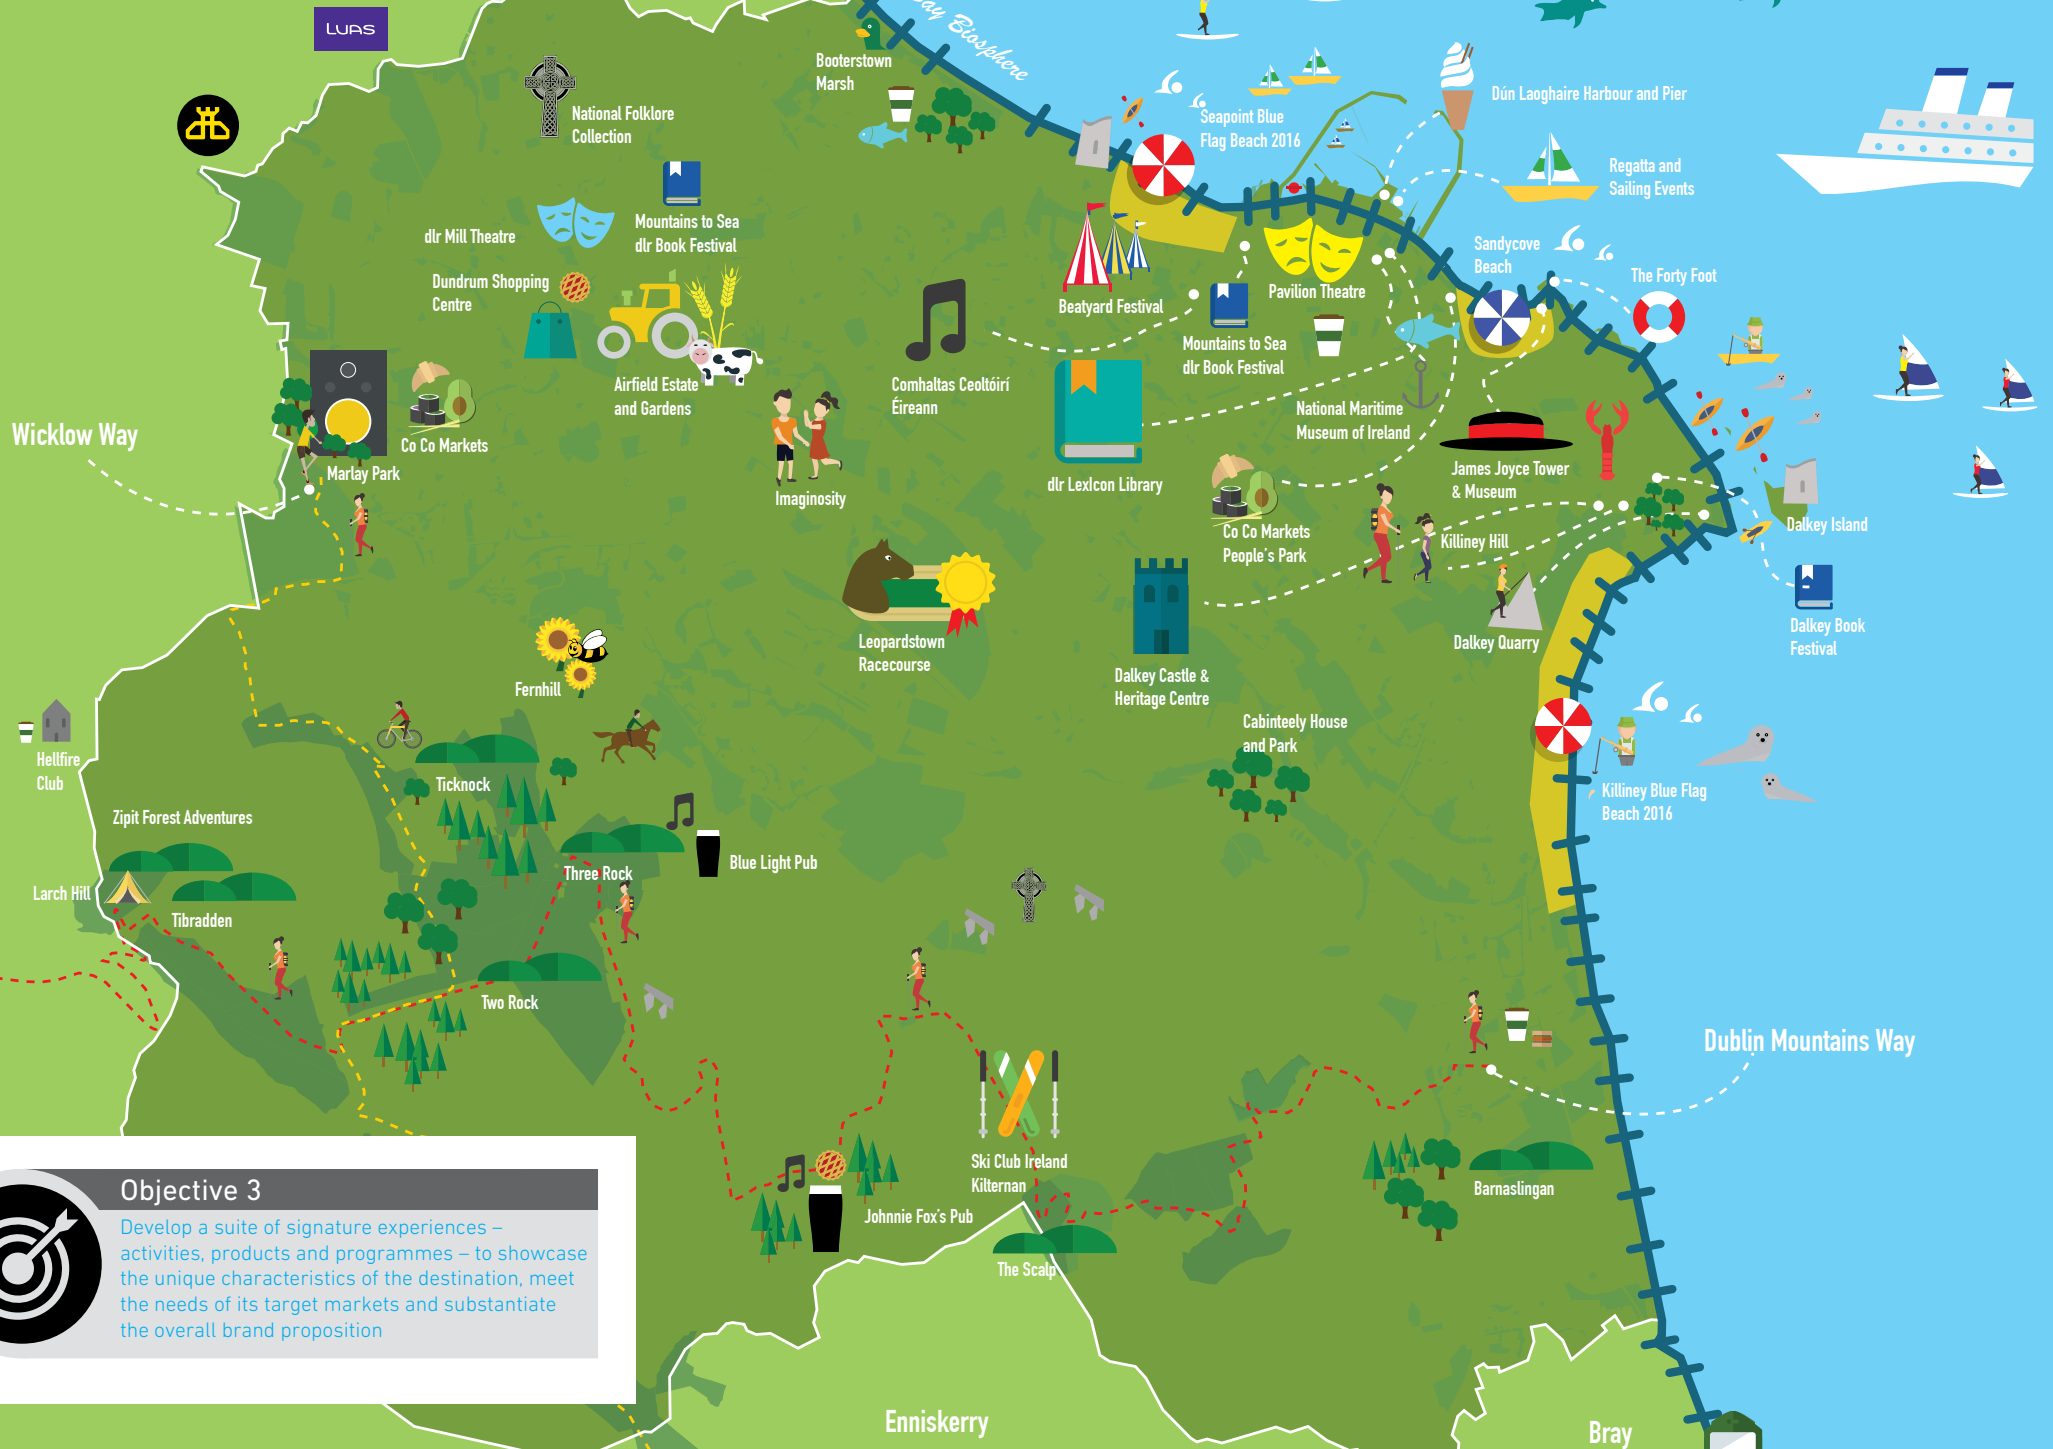 LUAS
ay Biosphere
Booterstown
Marsh
National Folklore
Collection
Seapoint Blue
Flag Beach 2016
Dún Laoghaire Harbour and Pier
Regatta and
Sailing Events
dlr Mill Theatre
Mountains to Sea
dlr Book Festival
Sandycove
Beach
The Forty Foot
Dundrum Shopping
Centre
Beatyard Festival
Pavilion Theatre
Mountains to Sea
dlr Book Festival
Airfield Estate
and Gardens
Comhaltas Ceoltóirí
Éireann
National Maritime
Museum of Ireland
Wicklow Way
Co Co Markets
Marlay Park
Imaginosity
dlr LexIcon Library
James Joyce Tower
& Museum
Co Co Markets
People's Park
Killiney Hill
Dalkey Island
Leopardstown
Racecourse
Dalkey Castle &
Heritage Centre
Dalkey Quarry
Dalkey Book
Festival
Fernhill
Cabinteely House
and Park
Hellfire
Club
Ticknock
Killiney Blue Flag
Beach 2016
Zipit Forest Adventures
Three Rock
Blue Light Pub
Larch Hill
Tibradden
Two Rock
Dublin Mountains Way
Ski Club Ireland
Kilternan
Johnnie Fox's Pub
Barnaslingan
The Scalp
Objective 3
Develop a suite of signature experiences –
activities, products and programmes – to showcase
the unique characteristics of the destination, meet
the needs of its target markets and substantiate
the overall brand proposition
Enniskerry
Bray